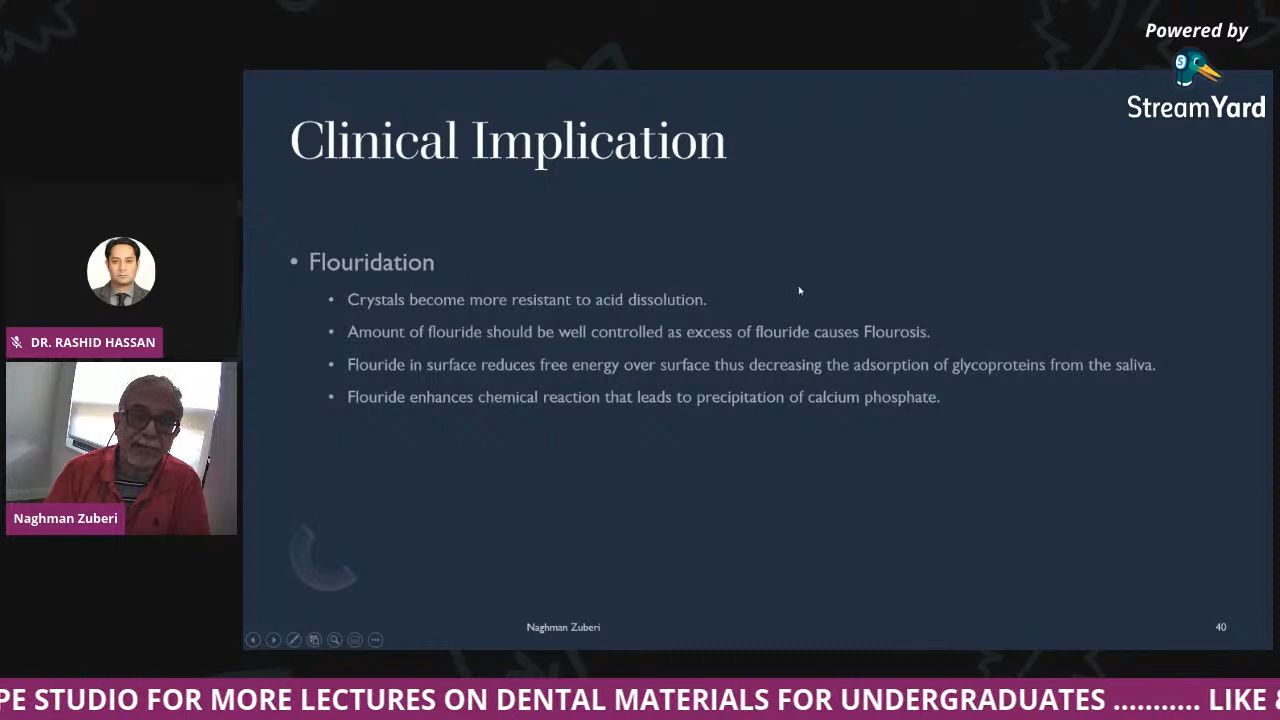 Powered by
StreamYard
Clinical Implication
• Flouridation
• Crystals become more resistant to acid dissolution.
• Amount of flouride should be well controlled as excess of flouride causes Flourosis.
• Flouride in surface reduces free energy over surface thus decreasing the adsorption of glycoproteins from the saliva.
• Flouride enhances chemical reaction that leads to precipitation of calcium phosphate.
DR. RASHID HASSAN
Naghman Zuberi
Naghman Zuberi
40
PE STUDIO FOR MORE LECTURES ON DENTAL MATERIALS FOR UNDERGRADUATES ........... LIKE